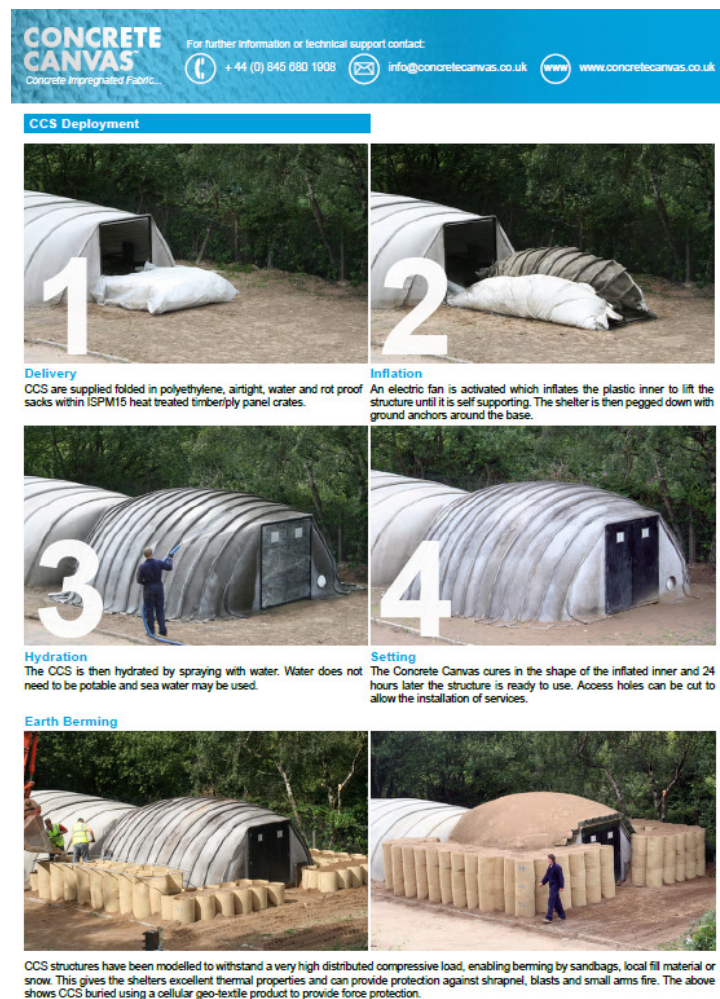 CONCRETE
CANVAS™
Concrete Impregnated Fabric...
For further information or technical support contact:
+ 44 (0) 845 680 1908
info@concretecanvas.co.uk
www
www.concretecanvas.co.uk
CCS Deployment
1
2
Delivery
CCS are supplied folded in polyethylene, airtight, water and rot proof
sacks within ISPM15 heat treated timber/ply panel crates.
Inflation
An electric fan is activated which inflates the plastic inner to lift the
structure until it is self supporting. The shelter is then pegged down with
ground anchors around the base.
3
4
Hydration
The CCS is then hydrated by spraying with water. Water does not
need to be potable and sea water may be used.
Setting
The Concrete Canvas cures in the shape of the inflated inner and 24
hours later the structure is ready to use. Access holes can be cut to
allow the installation of services.
Earth Berming
CCS structures have been modelled to withstand a very high distributed compressive load, enabling berming by sandbags, local fill material or
snow. This gives the shelters excellent thermal properties and can provide protection against shrapnel, blasts and small arms fire. The above
shows CCS buried using a cellular geo-textile product to provide force protection.